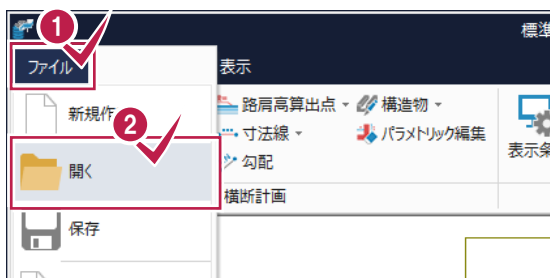 1
標準
ファイル
表示
新規作
2
路肩高算出点
構造物
寸法線
パラメトリック編集
表示条
開く
勾配
横断計画
保存